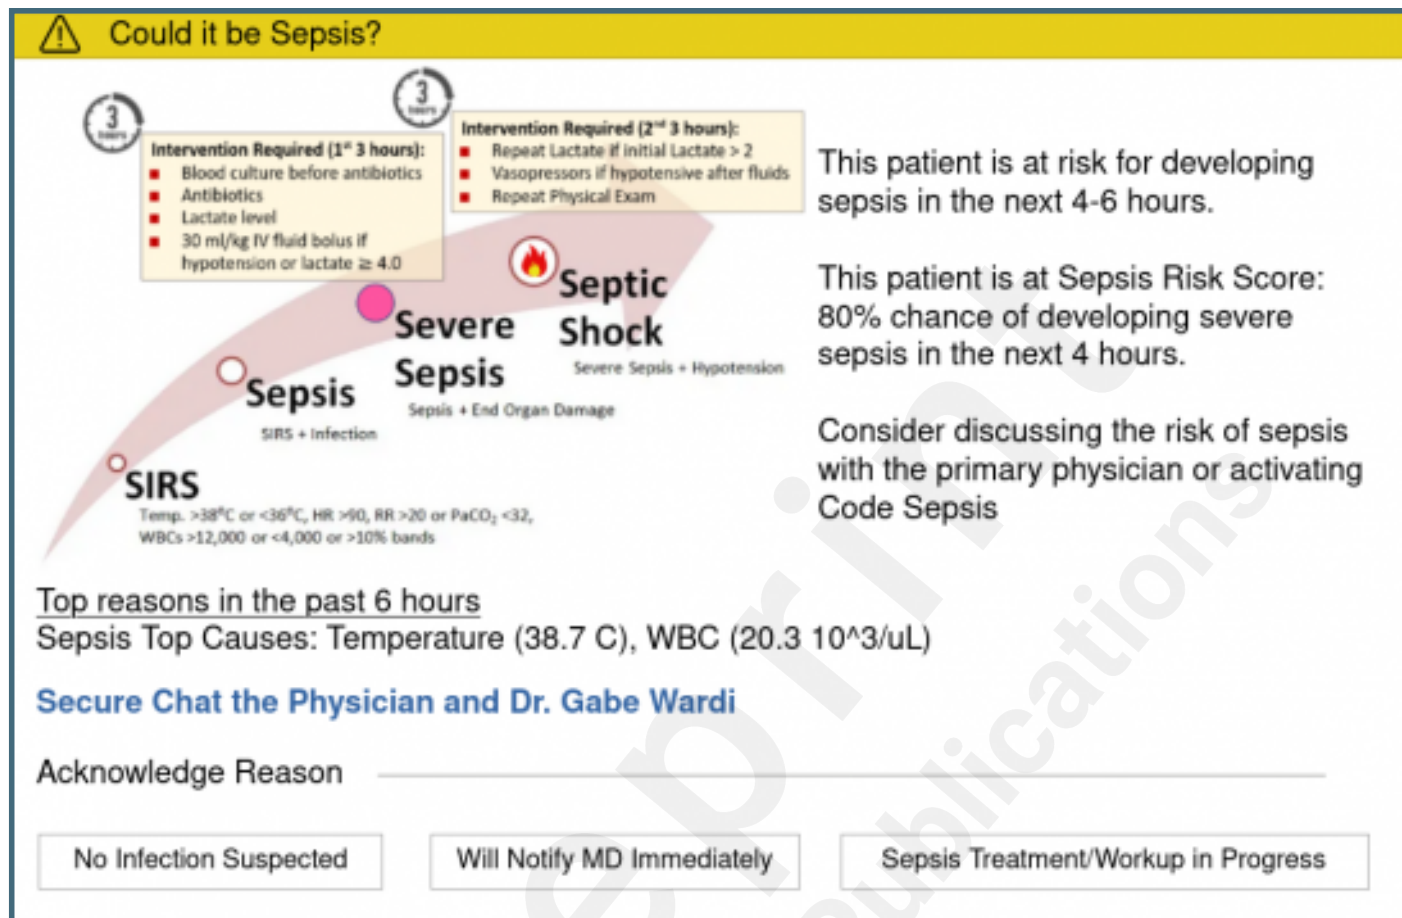 Could it be Sepsis?
3
hours
Intervention Required (1st 3 hours):
Blood culture before antibiotics
Antibiotics
Lactate level
30 ml/kg IV fluid bolus if
hypotension or lactate ≥ 4.0
3
hours
Intervention Required (2nd 3 hours):
Repeat Lactate if initial Lactate > 2
Vasopressors if hypotensive after fluids
Repeat Physical Exam
Septic
Shock
Severe Sepsis + Hypotension
Severe
Sepsis
Sepsis + End Organ Damage
Sepsis
SIRS + Infection
SIRS
Temp. >38°C or <36°C, HR >90, RR >20 or PaCO₂ <32,
WBCs >12,000 or <4,000 or >10% bands
This patient is at risk for developing
sepsis in the next 4-6 hours.
This patient is at Sepsis Risk Score:
80% chance of developing severe
sepsis in the next 4 hours.
Consider discussing the risk of sepsis
with the primary physician or activating
Code Sepsis
Top reasons in the past 6 hours
Sepsis Top Causes: Temperature (38.7 C), WBC (20.3 10^3/uL)
Secure Chat the Physician and Dr. Gabe Wardi
Acknowledge Reason
No Infection Suspected
Will Notify MD Immediately
Sepsis Treatment/Workup in Progress
eprint
ublications